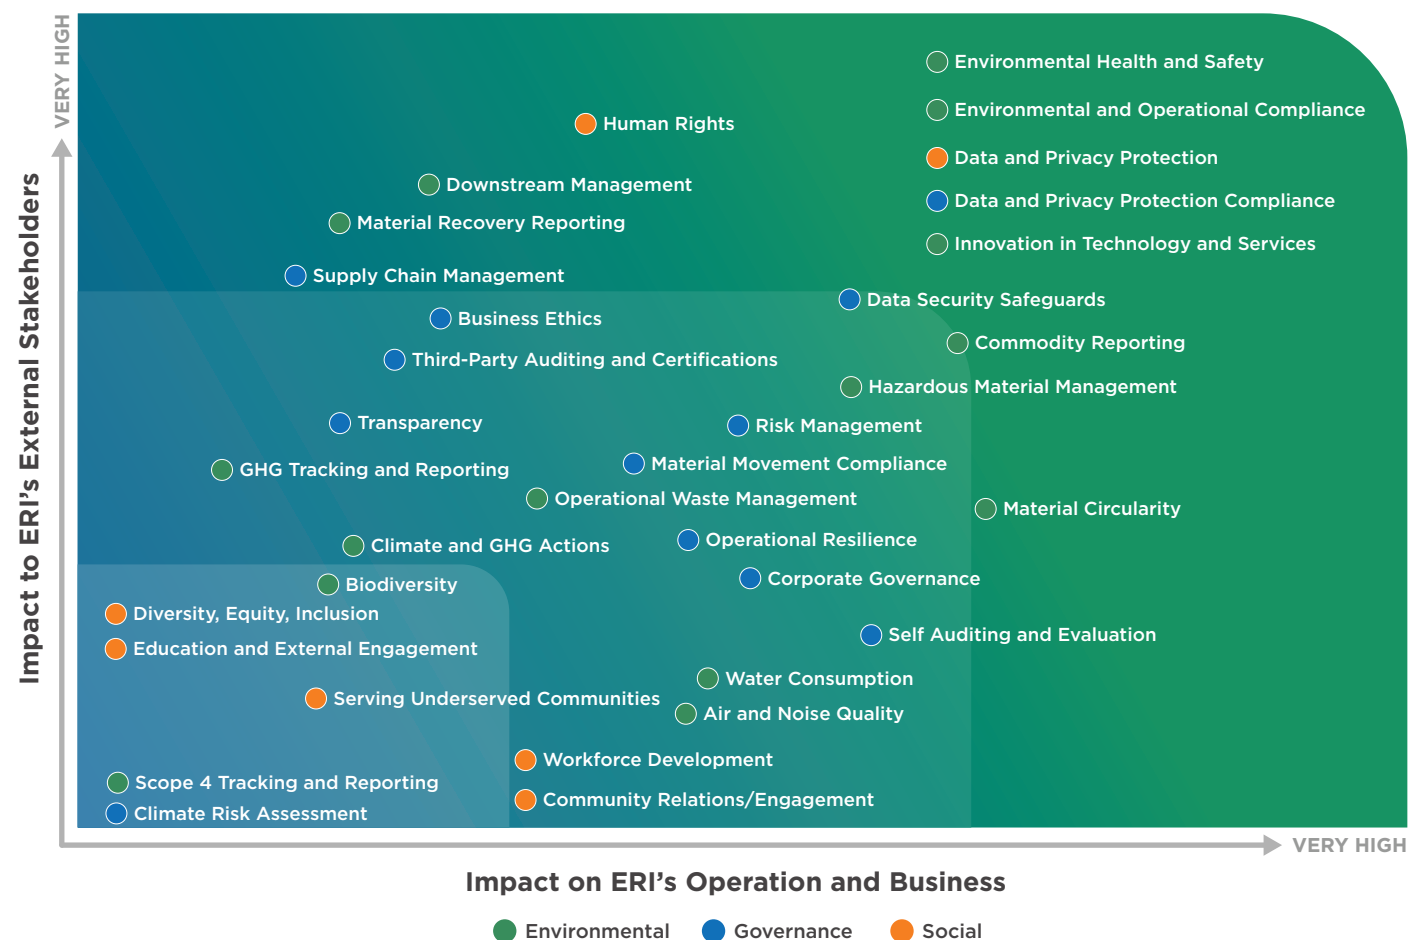 VERY HIGH
Impact to ERI's External Stakeholders
Environmental Health and Safety
Environmental and Operational Compliance
Human Rights
Data and Privacy Protection
Downstream Management
Data and Privacy Protection Compliance
Material Recovery Reporting
Innovation in Technology and Services
Supply Chain Management
Data Security Safeguards
Business Ethics
Commodity Reporting
Third-Party Auditing and Certifications
Hazardous Material Management
Transparency
Risk Management
Material Movement Compliance
GHG Tracking and Reporting
Operational Waste Management
Material Circularity
Operational Resilience
Climate and GHG Actions
Corporate Governance
Biodiversity
Diversity, Equity, Inclusion
Self Auditing and Evaluation
Education and External Engagement
Water Consumption
Serving Underserved Communities
Air and Noise Quality
Workforce Development
Scope 4 Tracking and Reporting
Community Relations/Engagement
Climate Risk Assessment
VERY HIGH
Impact on ERI's Operation and Business
Environmental
Governance
Social